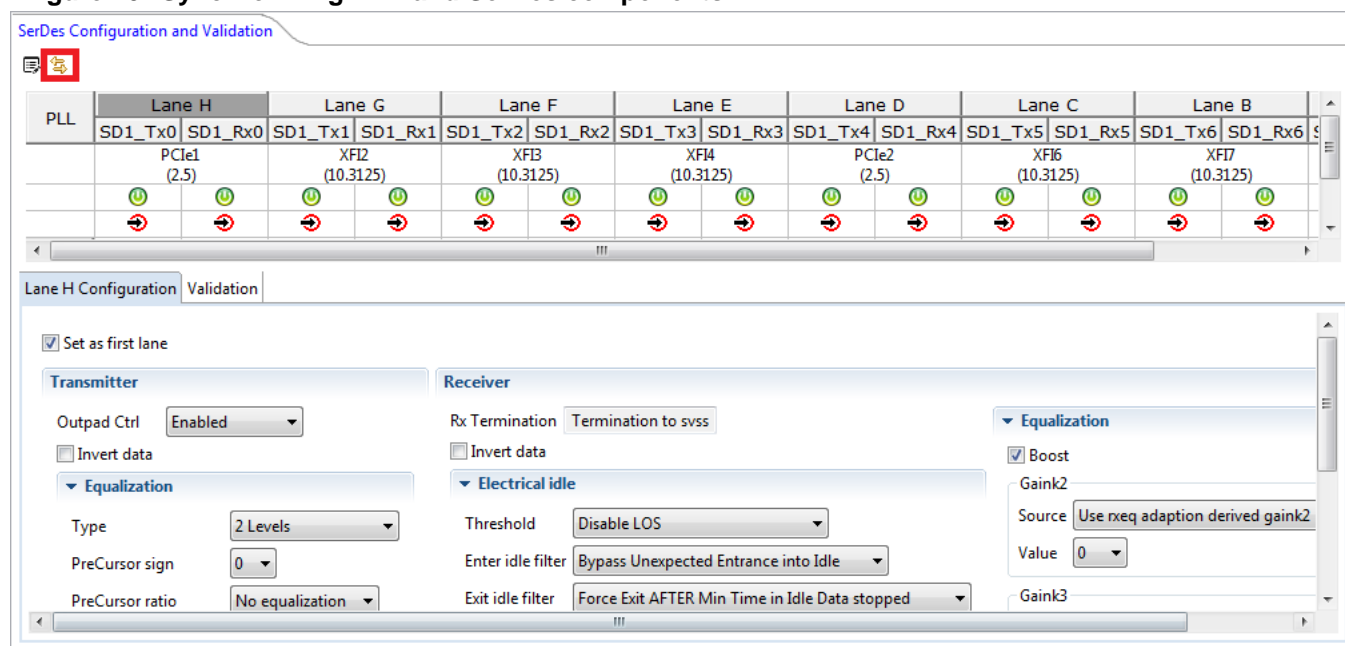 SerDes Configuration and Validation
PLL Lane H Lane G Lane F Lane E Lane D Lane C Lane B
SD1_Tx0 SD1_Rx0 SD1_Tx1 SD1_Rx1 SD1_Tx2 SD1_Rx2 SD1_Tx3 SD1_Rx3 SD1_Tx4 SD1_Rx4 SD1_Tx5 SD1_Rx5 SD1_Tx6 SD1_Rx6
PCIe1 XFI2 XFI3 XFI4 PCIe2 XFI6 XFI7
(2.5) (10.3125) (10.3125) (10.3125) (2.5) (10.3125) (10.3125)
Lane H Configuration Validation
Set as first lane
Transmitter
Outpad Ctrl Enabled
Invert data
Equalization
Type 2 Levels
PreCursor sign 0
PreCursor ratio No equalization
Receiver
Rx Termination Termination to svss
Invert data
Electrical idle
Threshold Disable LOS
Enter idle filter Bypass Unexpected Entrance into Idle
Exit idle filter Force Exit AFTER Min Time in Idle Data stopped
Equalization
Boost
Gaink2
Source Use rxeq adaption derived gaink2
Value 0
Gaink3